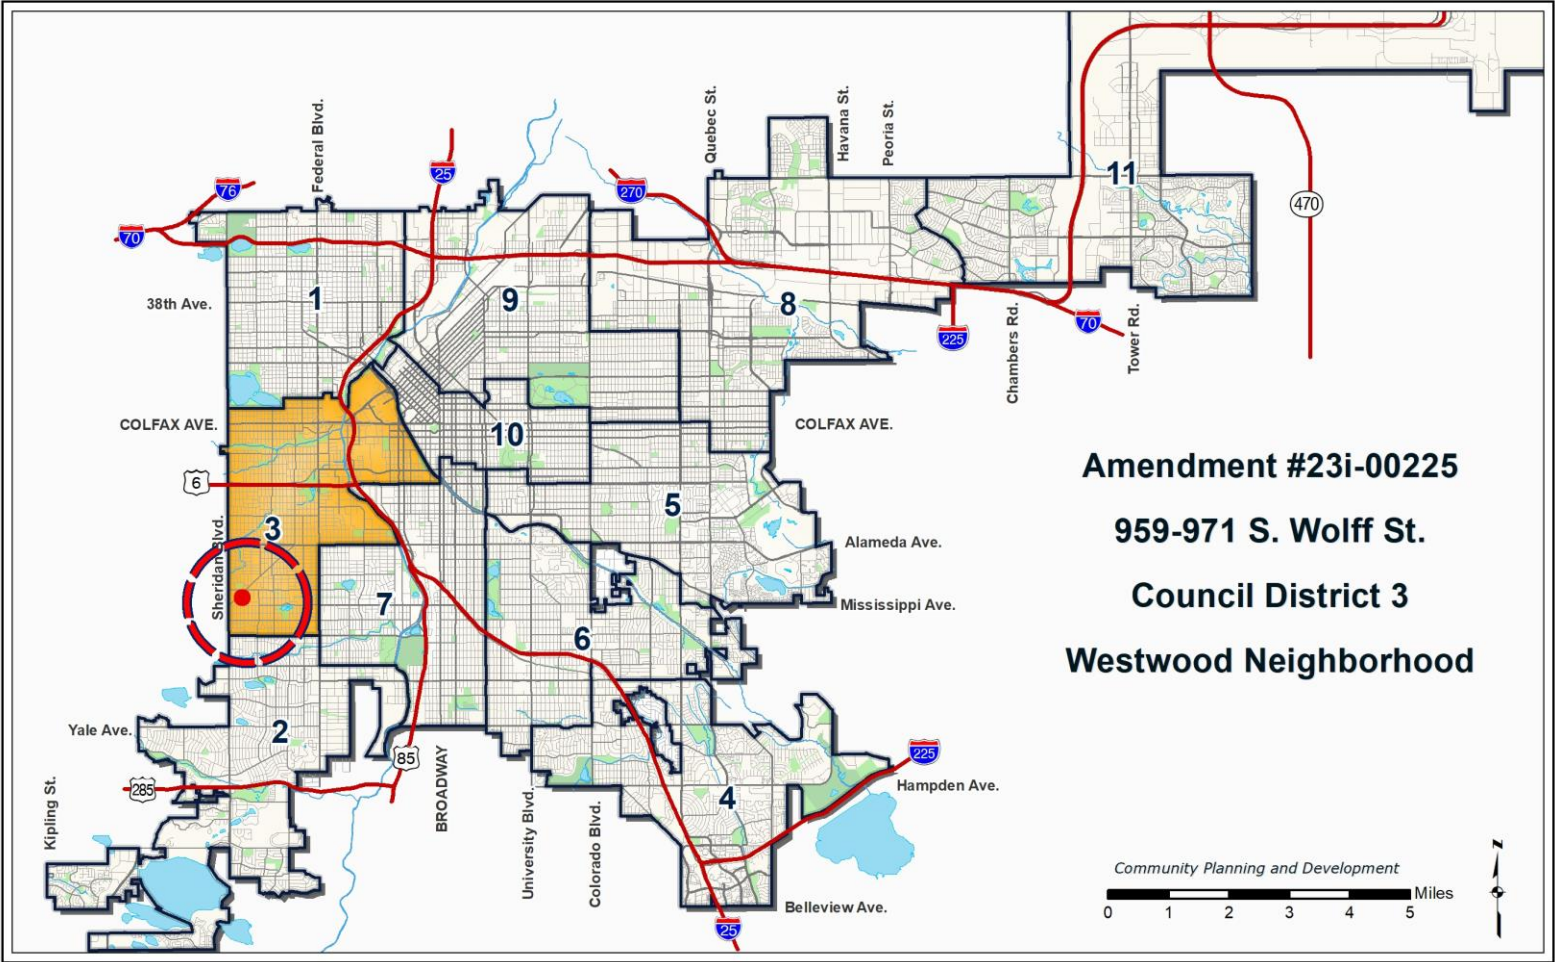 Federal Blvd.
Quebec St.
Havana St.
Peoria St.
76
25
270
11
470
70
38th Ave.
1
9
8
225
70
Chambers Rd.
Tower Rd.
COLFAX AVE.
10
COLFAX AVE.
6
Sheridan Blvd.
3
5
Alameda Ave.
7
6
Mississippi Ave.
Amendment #23i-00225
959-971 S. Wolff St.
Council District 3
Westwood Neighborhood
Yale Ave.
2
85
285
Kipling St.
BROADWAY
University Blvd.
Colorado Blvd.
4
225
Hampden Ave.
25
Belleview Ave.
Community Planning and Development
Miles
0 1 2 3 4 5
N